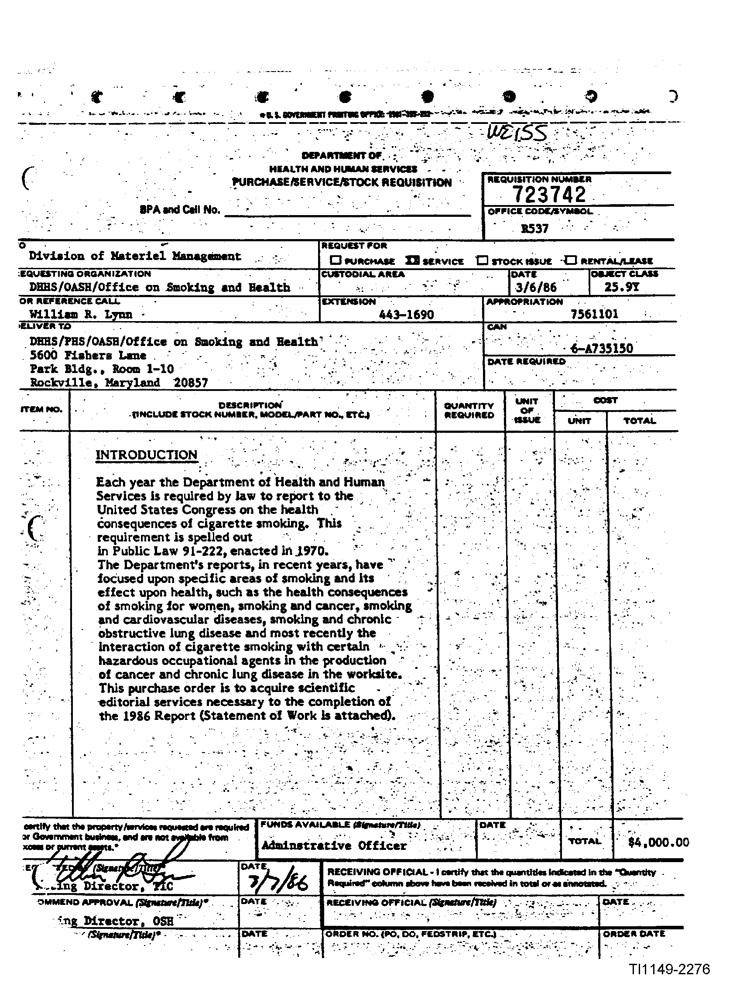 U. S. GOVERNMENT PRINTING OFFICE
WEISS
DEPARTMENT OF
HEALTH AND HUMAN SERVICES
PURCHASE/SERVICE/STOCK REQUISITION
REQUISITION NUMBER
723742
BPA and Call No.
OFFICE CODE/SYMBOL
R537
O
Division of Materiel Management
REQUEST FOR
PURCHASE SERVICE STOCK ISSUE RENTAL/LEASE
EQUESTING ORGANIZATION
DHHS/OASH/Office on Smoking and Health
CUSTODIAL AREA
DATE
3/6/86
OBJECT CLASS
25.9Y
OR REFERENCE CALL
William R. Lynn
EXTENSION
443-1690
APPROPRIATION
7561101
ELIVER TO
DHHS/PHS/OASH/Office on Smoking and Health
5600 Fishers Lane
Park Bldg., Room 1-10
Rockville, Maryland 20857
CAN
6-A735150
DATE REQUIRED
ITEM NO.
DESCRIPTION
(INCLUDE STOCK NUMBER, MODEL/PART NO., ETC.)
QUANTITY
REQUIRED
UNIT
OF
ISSUE
COST
UNIT
TOTAL
INTRODUCTION
Each year the Department of Health and Human
Services is required by law to report to the
United States Congress on the health
consequences of cigarette smoking. This
requirement is spelled out
in Public Law 91-222, enacted in 1970.
The Department's reports, in recent years, have
focused upon specific areas of smoking and its
effect upon health, such as the health consequences
of smoking for women, smoking and cancer, smoking
and cardiovascular diseases, smoking and chronic
obstructive lung disease and most recently the
interaction of cigarette smoking with certain
hazardous occupational agents in the production
of cancer and chronic lung disease in the worksite.
This purchase order is to acquire scientific
editorial services necessary to the completion of
the 1986 Report (Statement of Work is attached).
certify that the property/services requested are required
or Government business, and are not available from
xcess or current assets."
FUNDS AVAILABLE (Signature/Title)
Adminstrative Officer
DATE
TOTAL
$4,000.00
(Signature/Title)
ing Director, TIC
DATE
3/7/86
RECEIVING OFFICIAL - I certify that the quantities indicated in the "Quantity
Required" column above have been received in total or as annotated.
OMMEND APPROVAL (Signature/Title)*
ing Director, OSH
DATE
RECEIVING OFFICIAL (Signature/Title)
DATE
(Signature/Title)*
DATE
ORDER NO. (PO, DO, FEDSTRIP, ETC.)
ORDER DATE
TI1149-2276